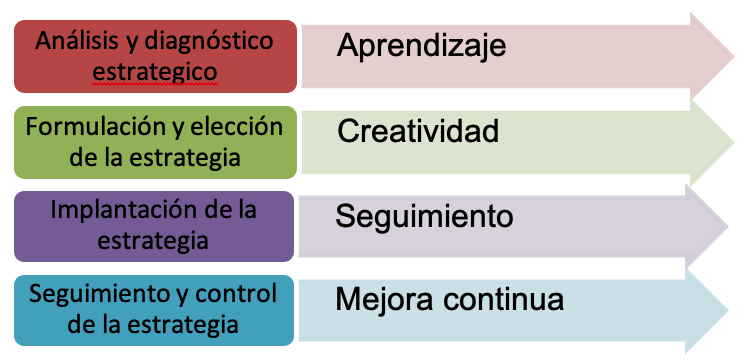 Análisis y diagnóstico
estrategico
Aprendizaje
Formulación y elección
de la estrategia
Creatividad
Implantación de la
estrategia
Seguimiento
Seguimiento y control
de la estrategia
Mejora continua